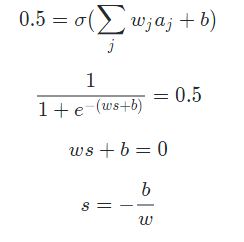 0.5 = σ(∑_j w_j a_j + b)
1 / (1 + e^{-(ws+b)}) = 0.5
ws + b = 0
s = -b/w